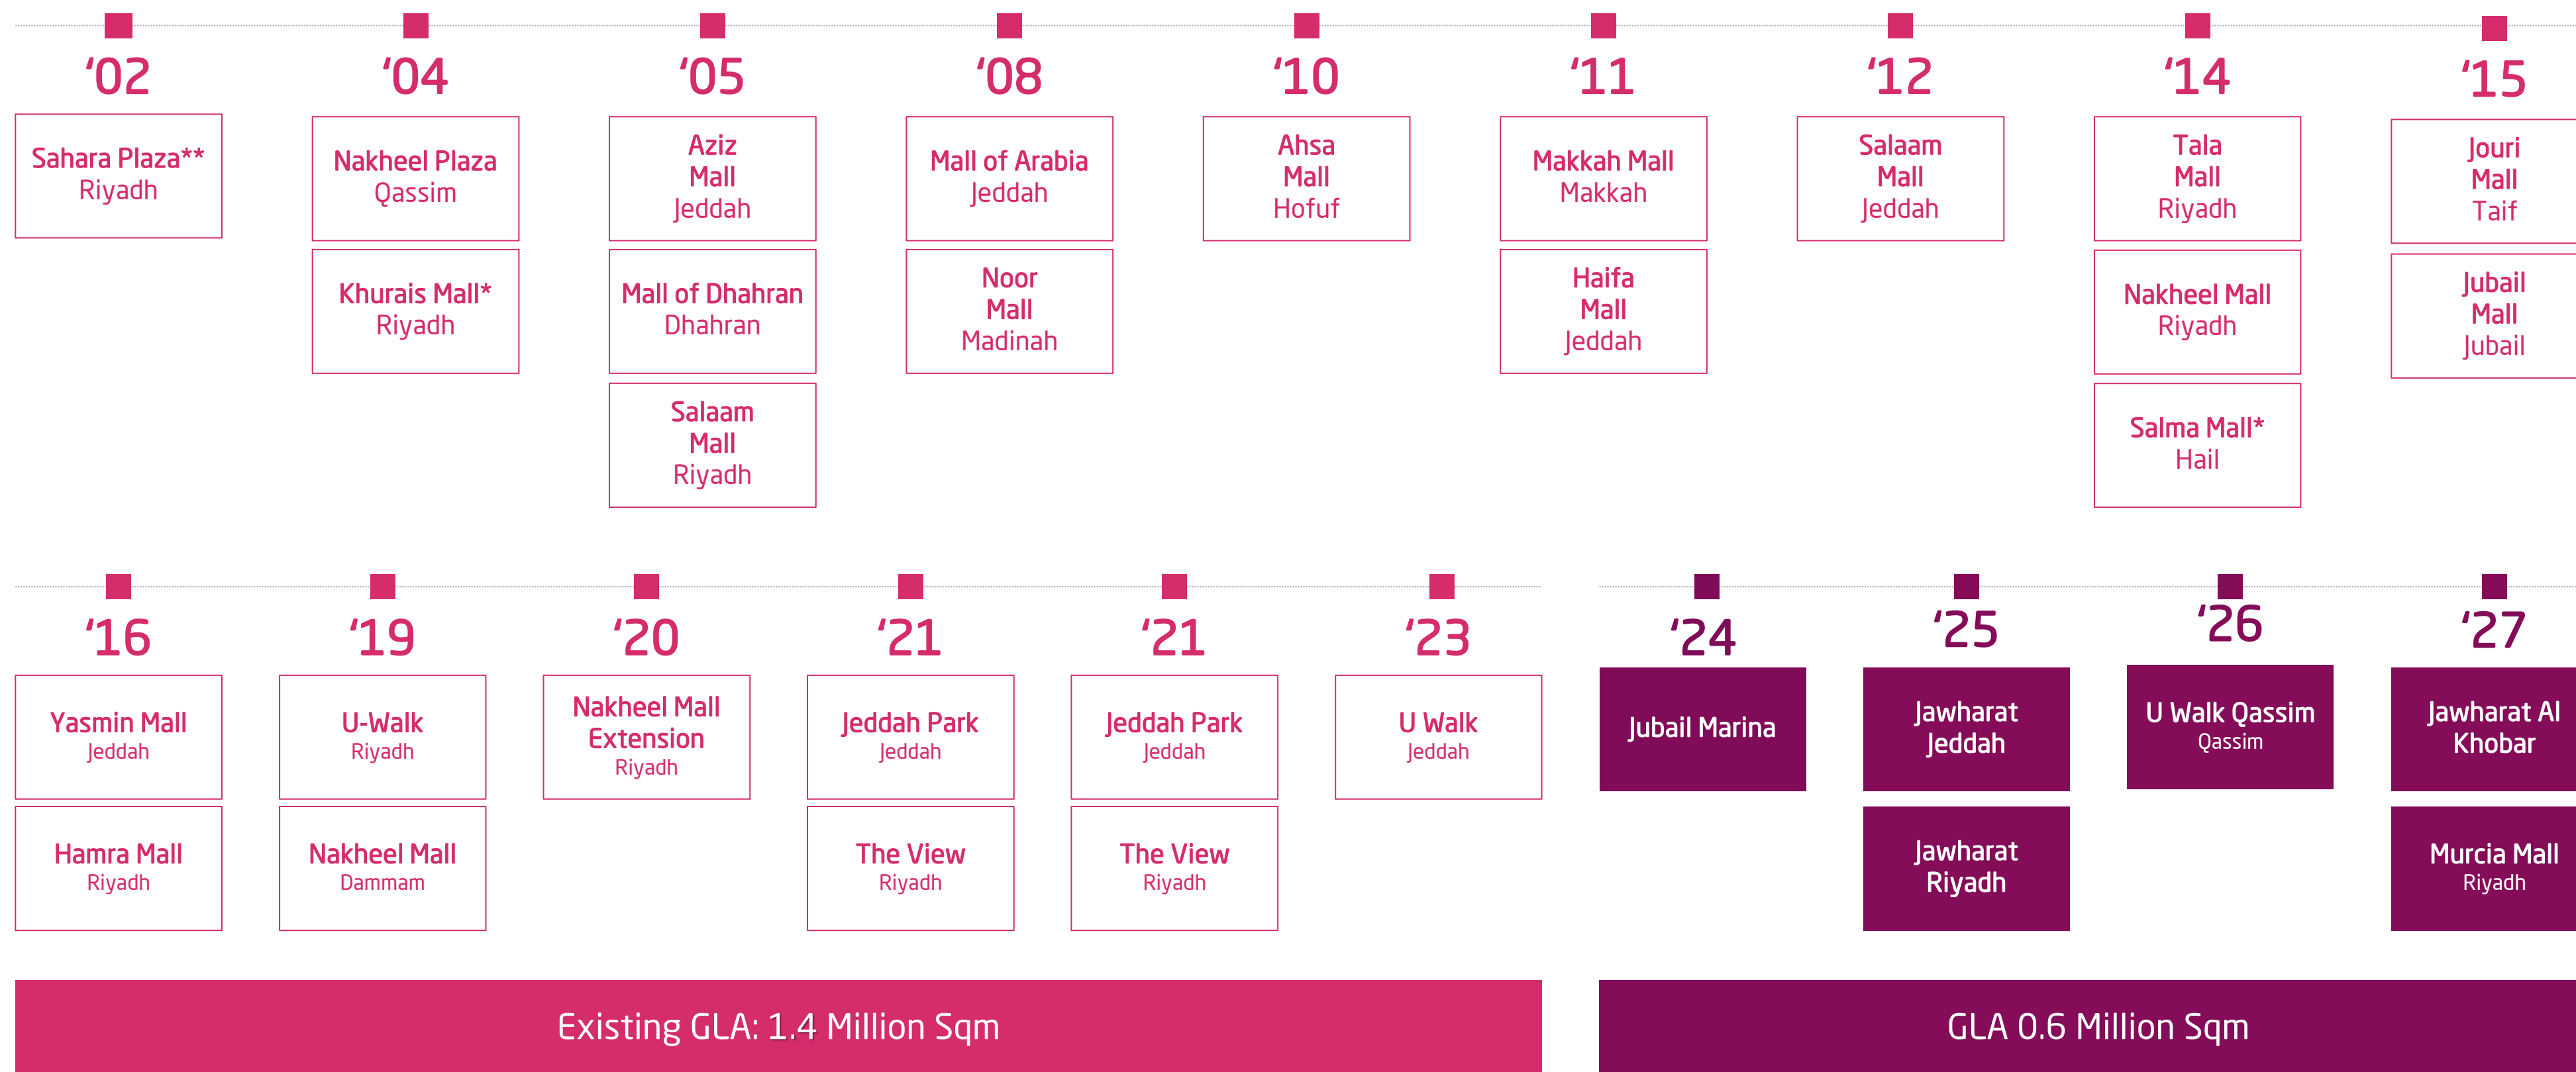 ‘02
Sahara Plaza**
Riyadh
‘04
Nakheel Plaza
Qassim
Khurais Mall*
Riyadh
‘05
Aziz
Mall
Jeddah
Mall of Dhahran
Dhahran
Salaam
Mall
Riyadh
‘08
Mall of Arabia
Jeddah
Noor
Mall
Madinah
‘10
Ahsa
Mall
Hofuf
‘11
Makkah Mall
Makkah
Haifa
Mall
Jeddah
‘12
Salaam
Mall
Jeddah
‘14
Tala
Mall
Riyadh
Nakheel Mall
Riyadh
Salma Mall*
Hail
‘15
Jouri
Mall
Taif
Jubail
Mall
Jubail
‘16
Yasmin Mall
Jeddah
Hamra Mall
Riyadh
‘19
U-Walk
Riyadh
Nakheel Mall
Dammam
‘20
Nakheel Mall
Extension
Riyadh
‘21
Jeddah Park
Jeddah
The View
Riyadh
‘21
Jeddah Park
Jeddah
The View
Riyadh
‘23
U Walk
Jeddah
‘24
Jubail Marina
‘25
Jawharat
Jeddah
Jawharat
Riyadh
‘26
U Walk Qassim
Qassim
‘27
Jawharat Al
Khobar
Murcia Mall
Riyadh
Existing GLA: 1.4 Million Sqm
GLA 0.6 Million Sqm